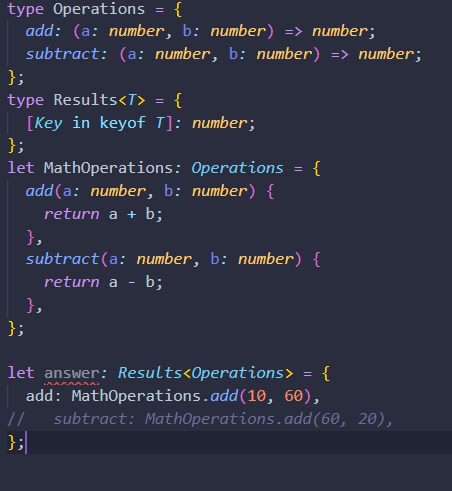 type Operations = {
  add: (a: number, b: number) => number;
  subtract: (a: number, b: number) => number;
};
type Results<T> = {
  [Key in keyof T]: number;
};
let MathOperations: Operations = {
  add(a: number, b: number) {
    return a + b;
  },
  subtract(a: number, b: number) {
    return a - b;
  },
};

let answer: Results<Operations> = {
  add: MathOperations.add(10, 60),
//   subtract: MathOperations.add(60, 20),
};